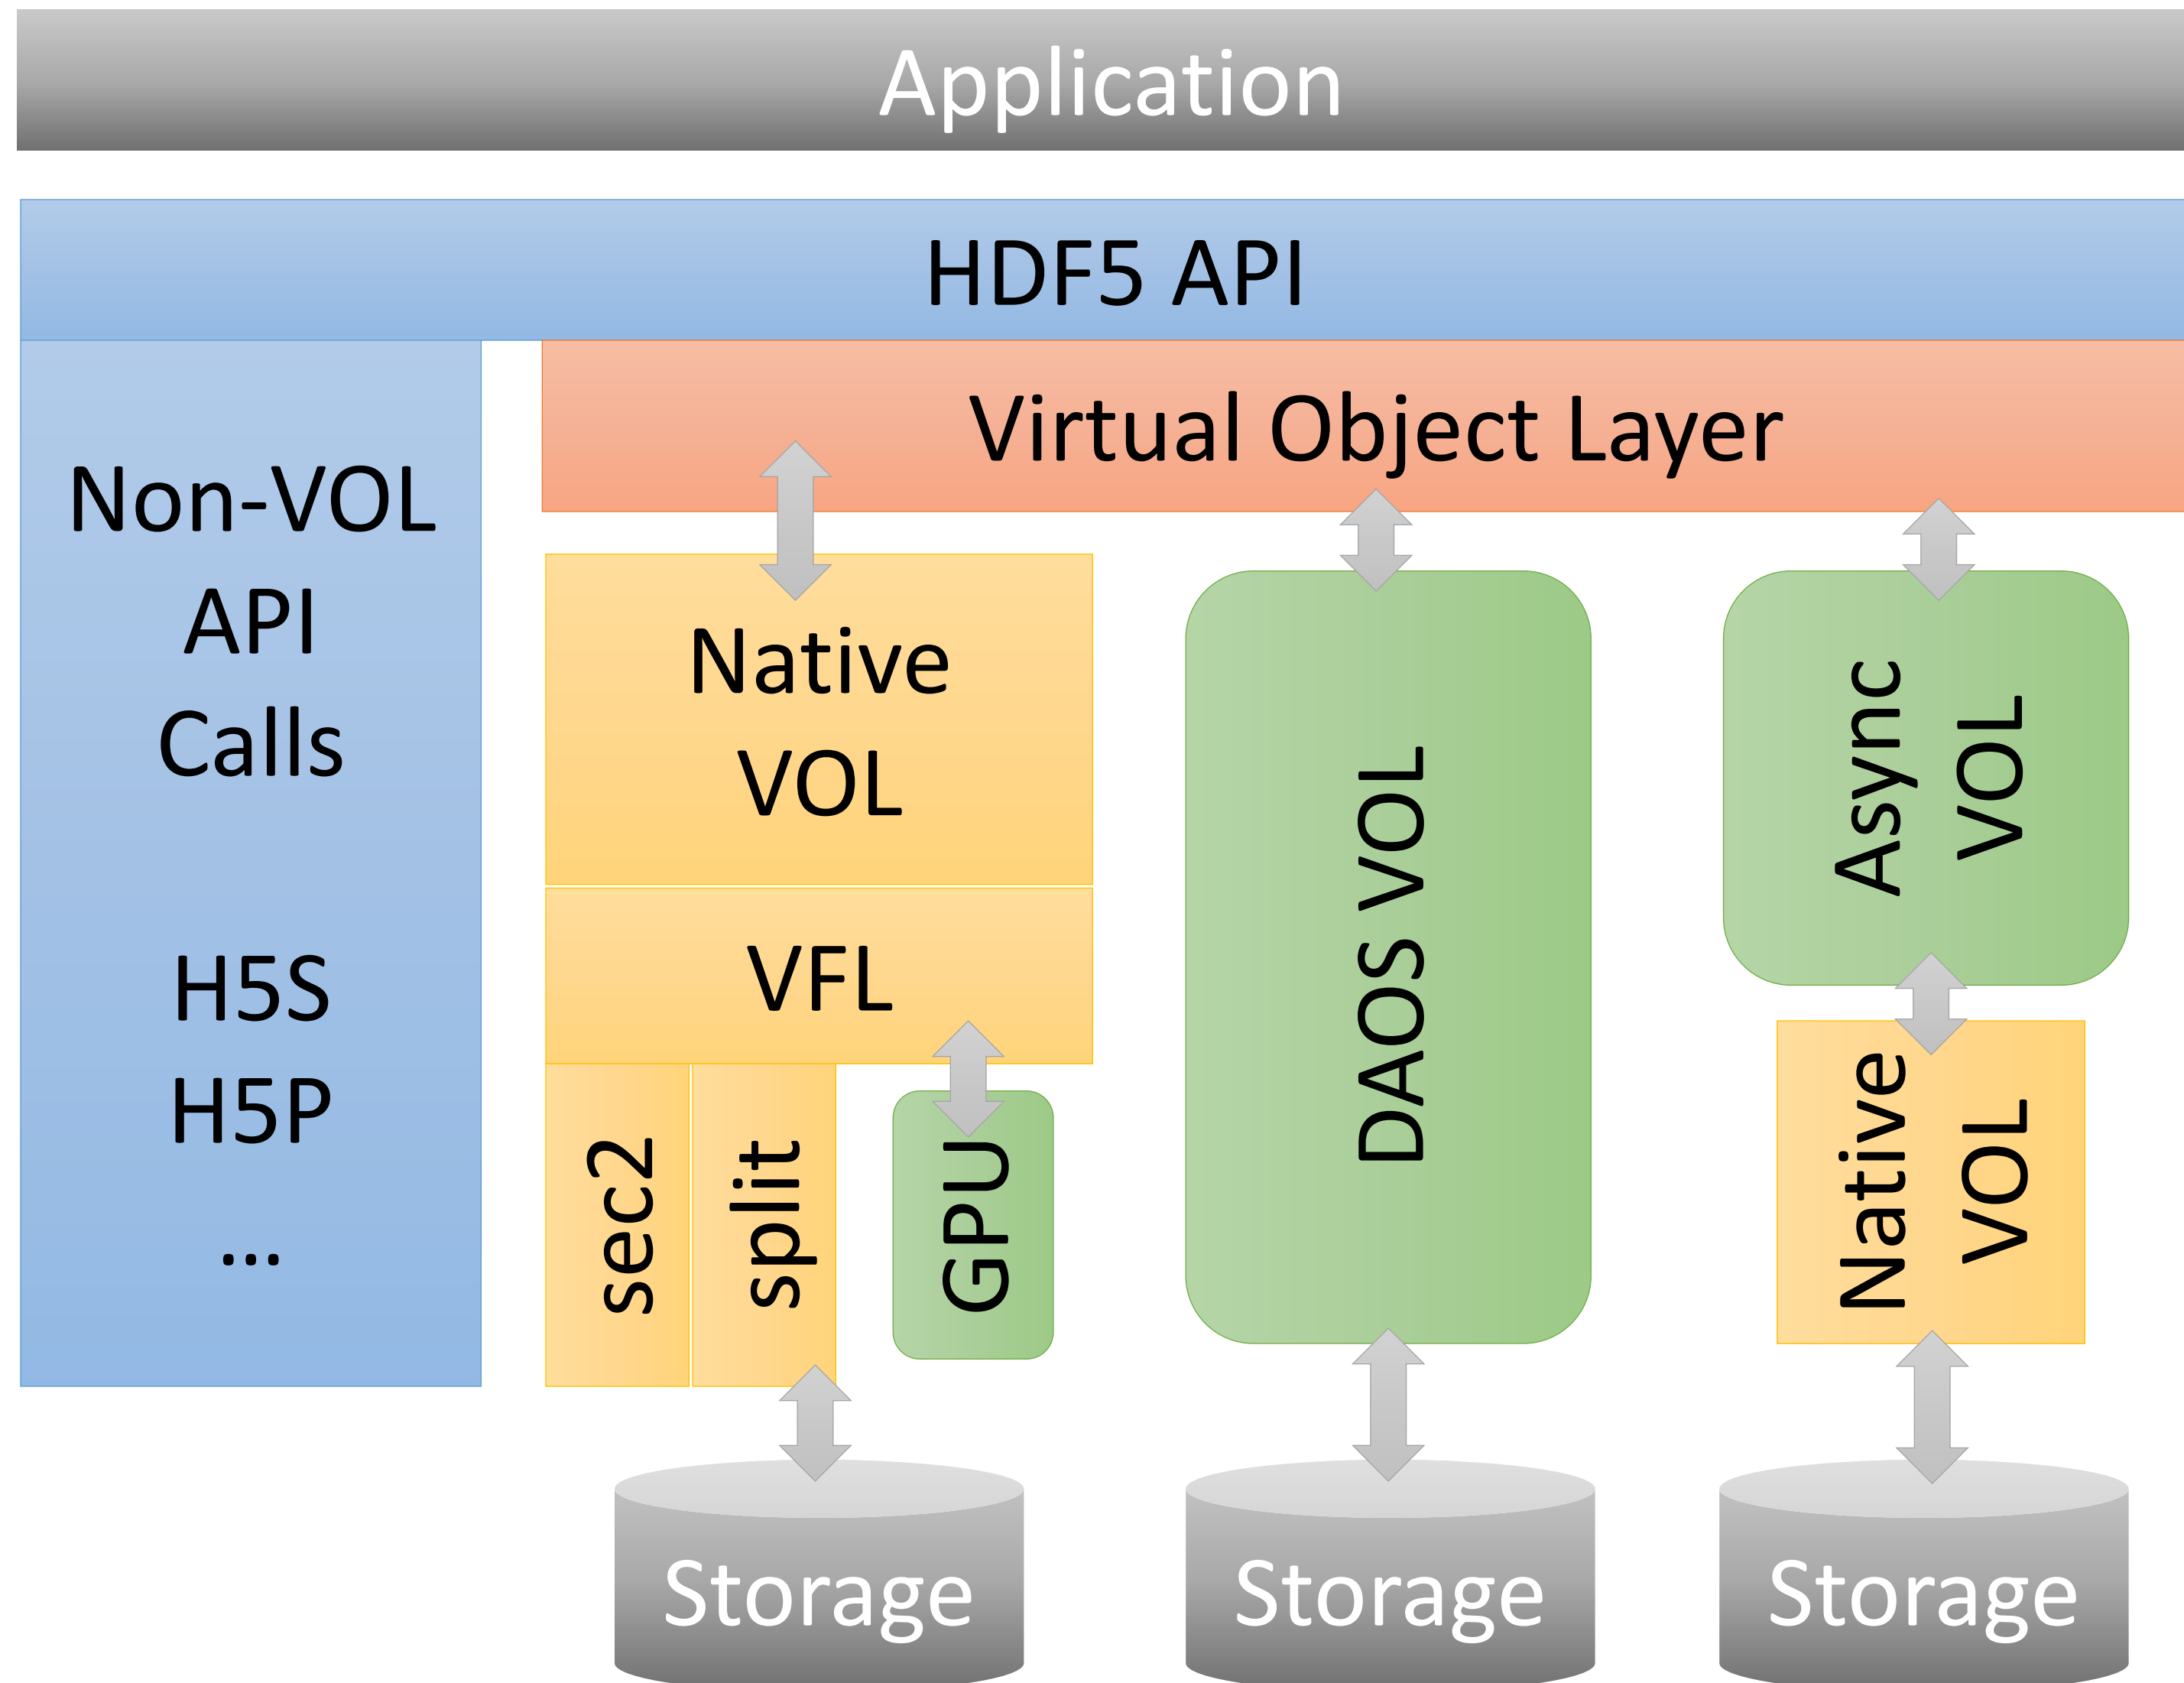 Application
HDF5 API
Non-VOL
API
Calls
H5S
H5P
...
Virtual Object Layer
Native
VOL
VFL
sec2
split
GPU
DAOS VOL
Async
VOL
Native
VOL
Storage
Storage
Storage